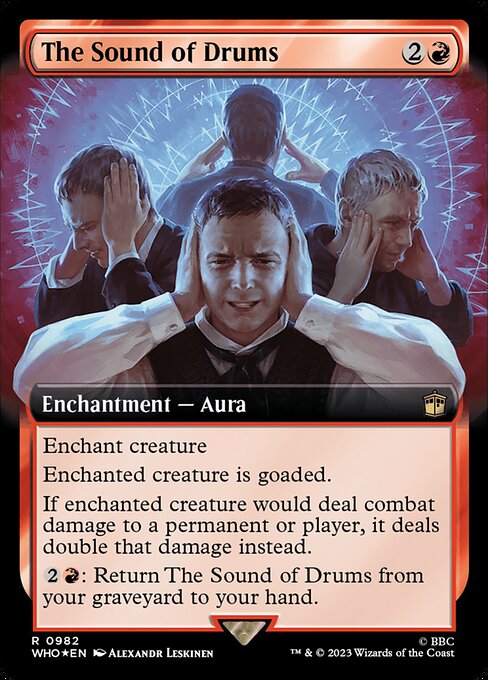 The Sound of Drums 2R
Enchantment — Aura
Enchant creature
Enchanted creature is goaded.
If enchanted creature would deal combat
damage to a permanent or player, it deals
double that damage instead.
2R: Return The Sound of Drums from
your graveyard to your hand.
R 0982
© BBC
WHO★EN Alexandr Leskinen
™ & © 2023 Wizards of the Coast